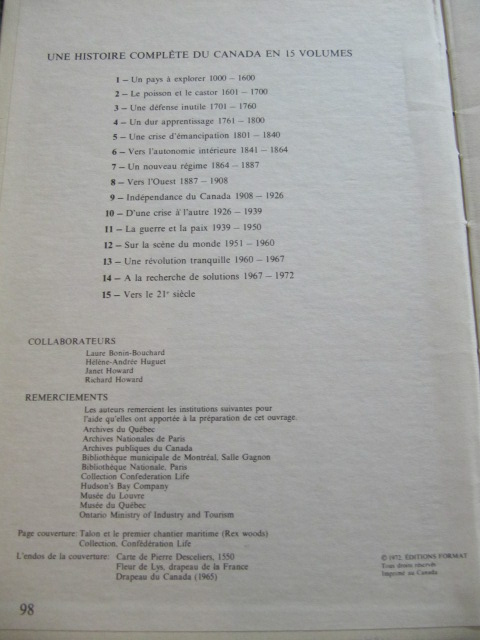 UNE HISTOIRE COMPLÈTE DU CANADA EN 15 VOLUMES
1 – Un pays à explorer 1000 – 1600
2 – Le poisson et le castor 1601 – 1700
3 – Une défense inutile 1701 – 1760
4 – Un dur apprentissage 1761 – 1800
5 – Une crise d'émancipation 1801 – 1840
6 – Vers l'autonomie intérieure 1841 – 1864
7 – Un nouveau régime 1864 – 1887
8 – Vers l'Ouest 1887 – 1908
9 – Indépendance du Canada 1908 – 1926
10 – D'une crise à l'autre 1926 – 1939
11 – La guerre et la paix 1939 – 1950
12 – Sur la scène du monde 1951 – 1960
13 – Une révolution tranquille 1960 – 1967
14 – A la recherche de solutions 1967 – 1972
15 – Vers le 21e siècle
COLLABORATEURS
Laure Bonin-Bouchard
Hélène-Andrée Huguet
Janet Howard
Richard Howard
REMERCIEMENTS
Les auteurs remercient les institutions suivantes pour
l'aide qu'elles ont apportée à la préparation de cet ouvrage.
Archives du Québec
Archives Nationales de Paris
Archives publiques du Canada
Bibliothèque municipale de Montréal, Salle Gagnon
Bibliothèque Nationale, Paris
Collection Confederation Life
Hudson's Bay Company
Musée du Louvre
Musée du Québec
Ontario Ministry of Industry and Tourism
Page couverture: Talon et le premier chantier maritime (Rex woods)
Collection, Confédération Life
L'endos de la couverture: Carte de Pierre Desceliers, 1550
Fleur de Lys, drapeau de la France
Drapeau du Canada (1965)
© 1972, EDITIONS FORMAT
Tous droits réservés
Imprimé au Canada
98